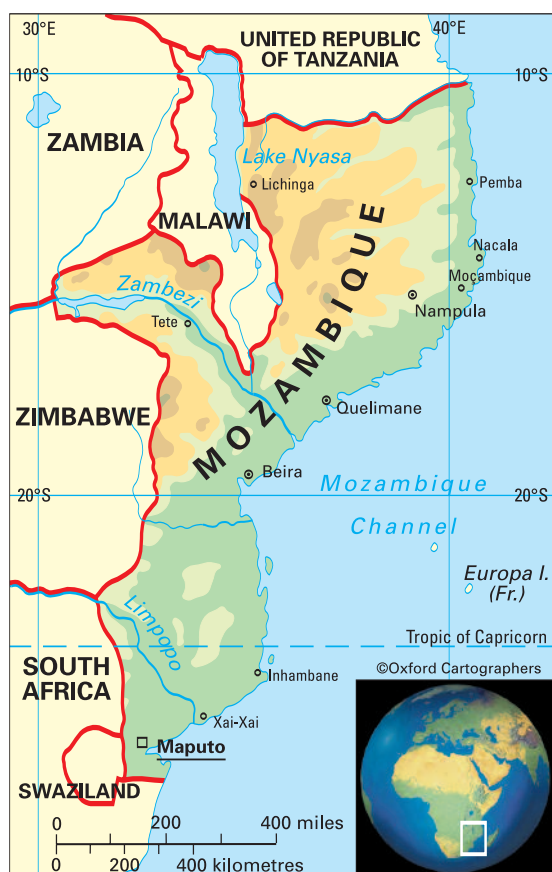 30°E
40°E
UNITED REPUBLIC
OF TANZANIA
10°S
10°S
ZAMBIA
Lake Nyasa
Lichinga
Pemba
MALAWI
Nacala
Moçambique
Nampula
Zambezi
Tete
MOZAMBIQUE
ZIMBABWE
Quelimane
Beira
20°S
20°S
Mozambique
Channel
Europa I.
(Fr.)
Limpopo
Tropic of Capricorn
SOUTH
AFRICA
Inhambane
©Oxford Cartographers
Xai-Xai
Maputo
SWAZILAND
0 200 400 miles
0 200 400 kilometres